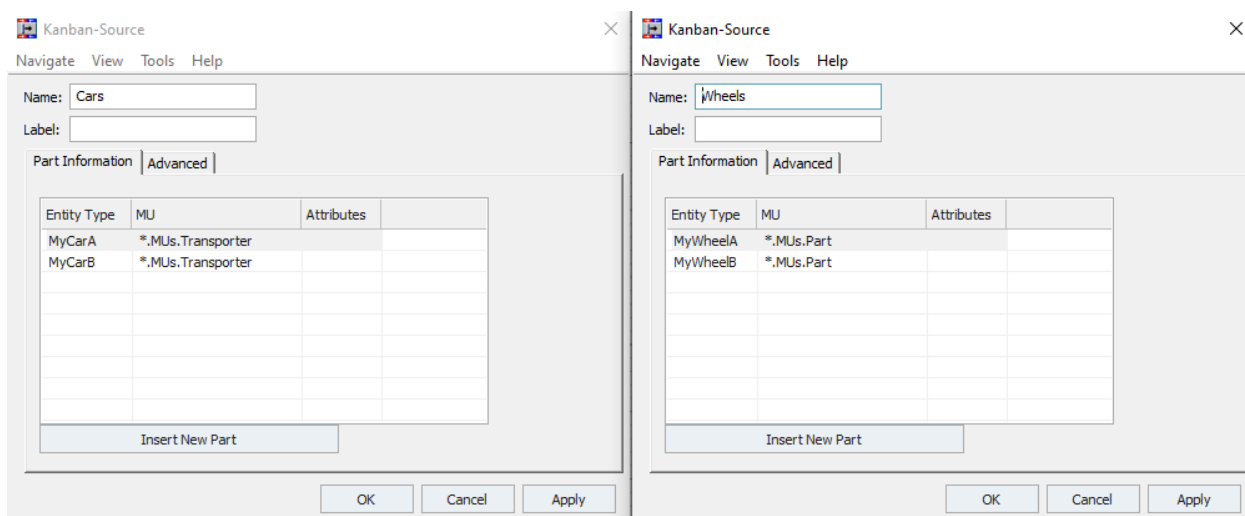 Kanban-Source
Navigate View Tools Help
Name: Cars
Label:
Part Information Advanced
Entity Type MU Attributes
MyCarA *.MUs.Transporter
MyCarB *.MUs.Transporter
Insert New Part
OK Cancel Apply
Kanban-Source
Navigate View Tools Help
Name: Wheels
Label:
Part Information Advanced
Entity Type MU Attributes
MyWheelA *.MUs.Part
MyWheelB *.MUs.Part
Insert New Part
OK Cancel Apply